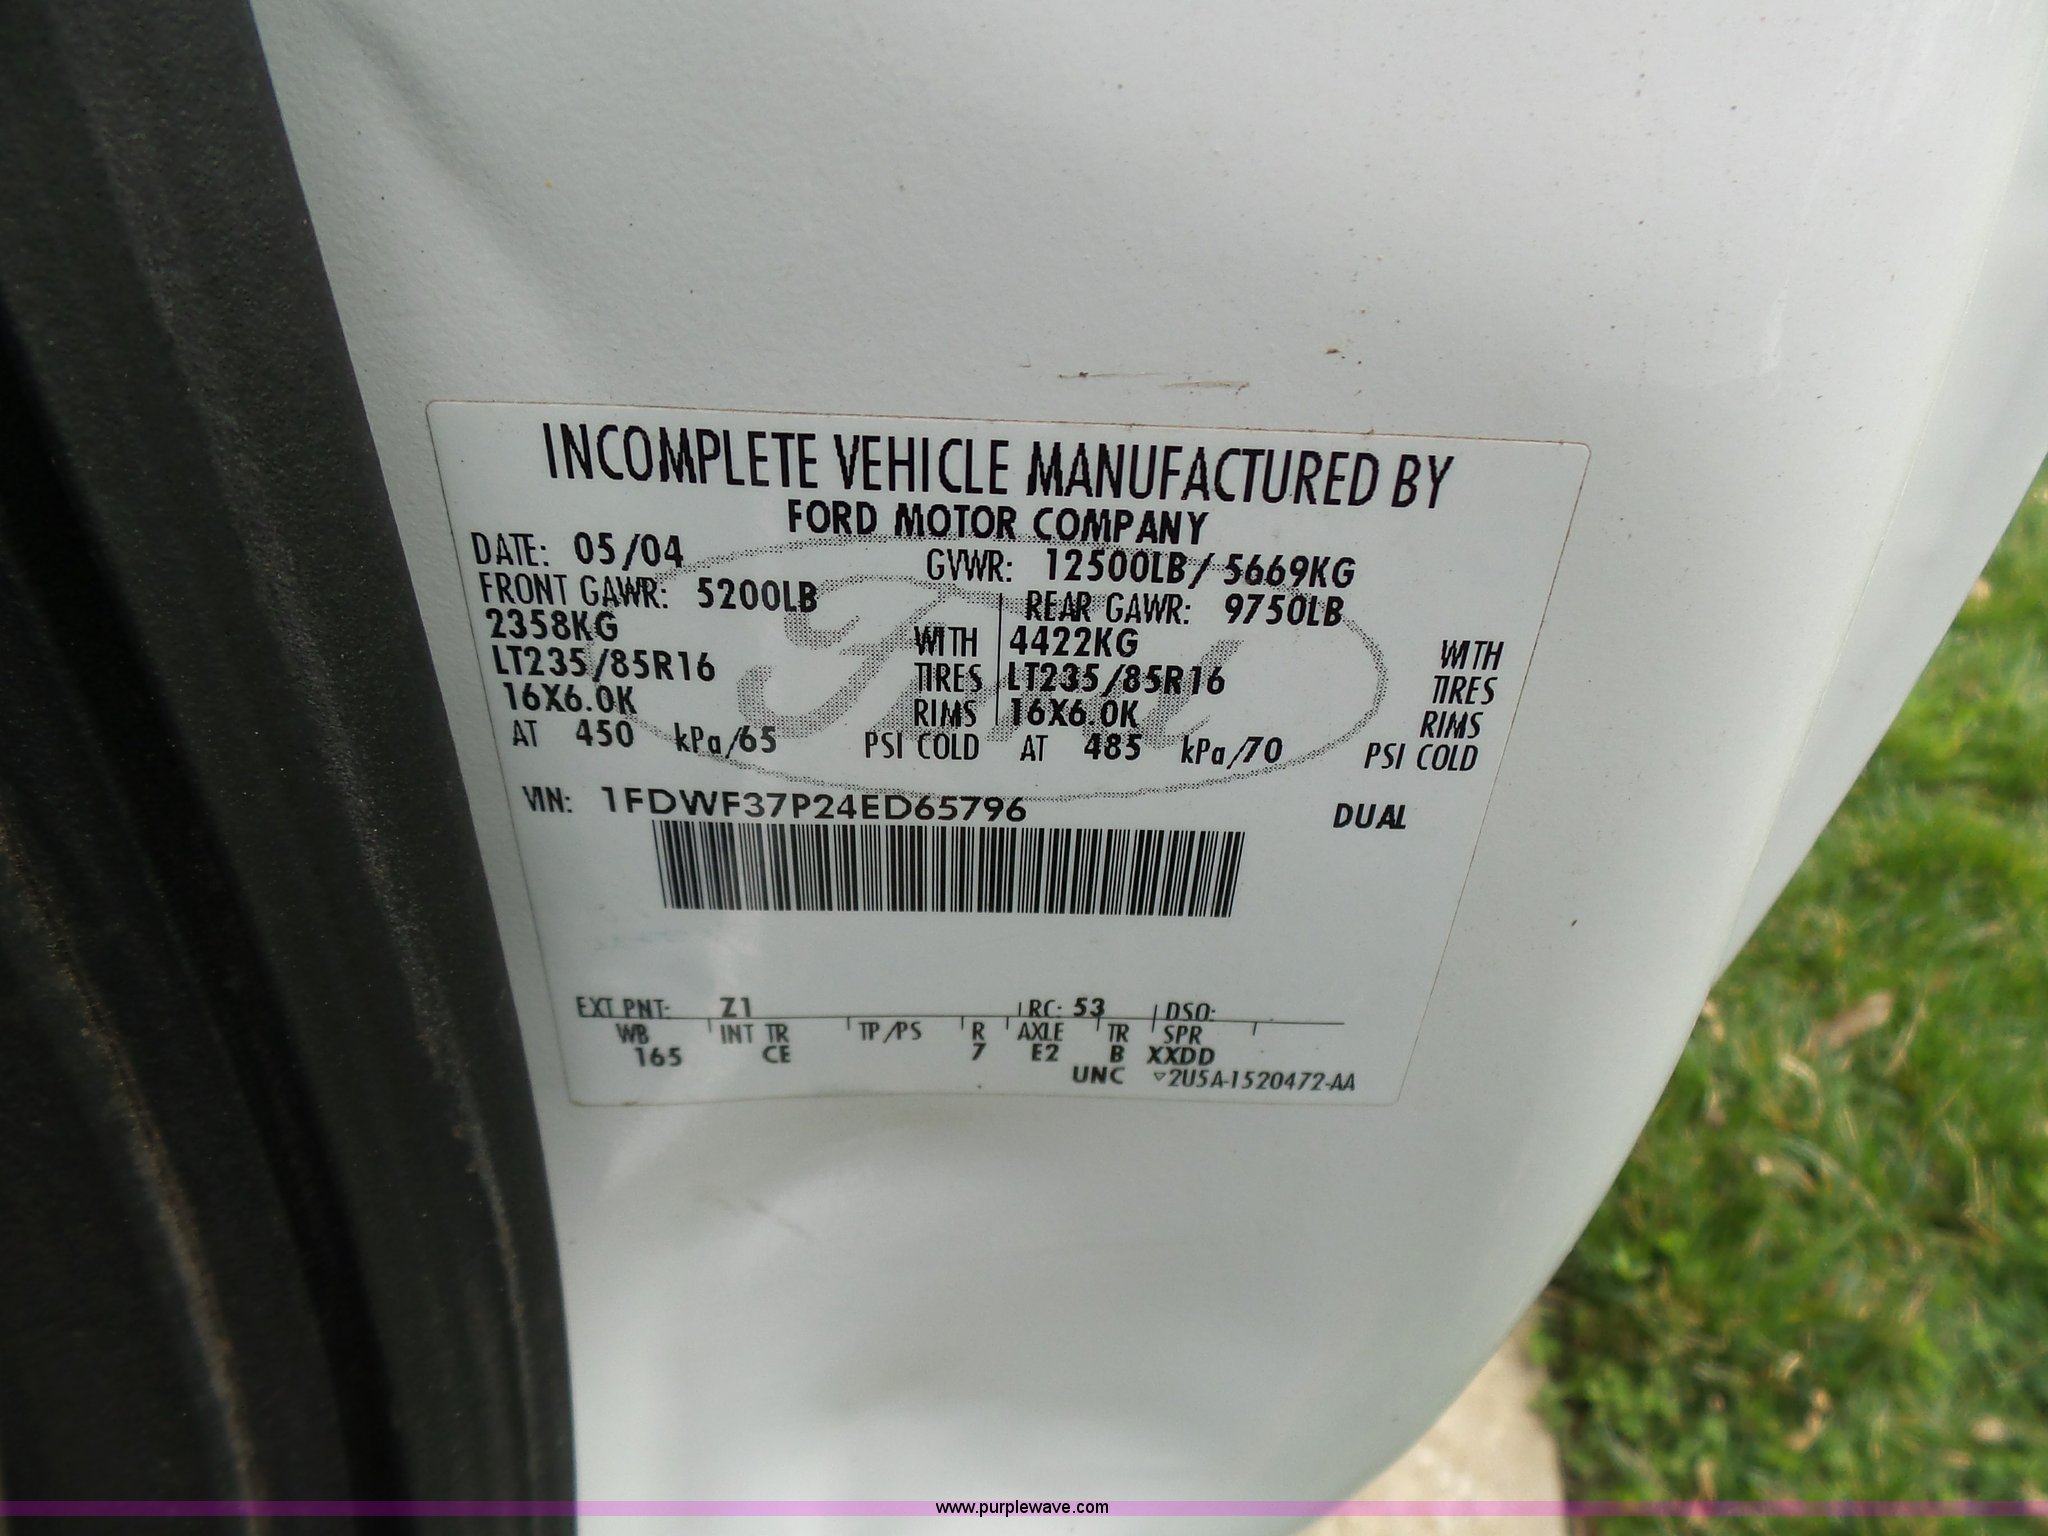 INCOMPLETE VEHICLE MANUFACTURED BY
FORD MOTOR COMPANY
DATE: 05/04 GVWR: 12500LB/ 5669KG
FRONT GAWR: 5200LB REAR GAWR: 9750LB
2358KG WITH 4422KG WITH
LT235/85R16 TIRES LT235/85R16 TIRES
16X6.0K RIMS 16X6.0K RIMS
AT 450 kPa/65 PSI COLD AT 485 kPa/70 PSI COLD
VIN: 1FDWF37P24ED65796 DUAL
EXT PNT: Z1 RC: 53 DSO:
WB INT TR TP/PS R AXLE TR SPR
165 CE 7 E2 B XXDD
UNC ▽2U5A-1520472-AA
Ford
www.purplewave.com